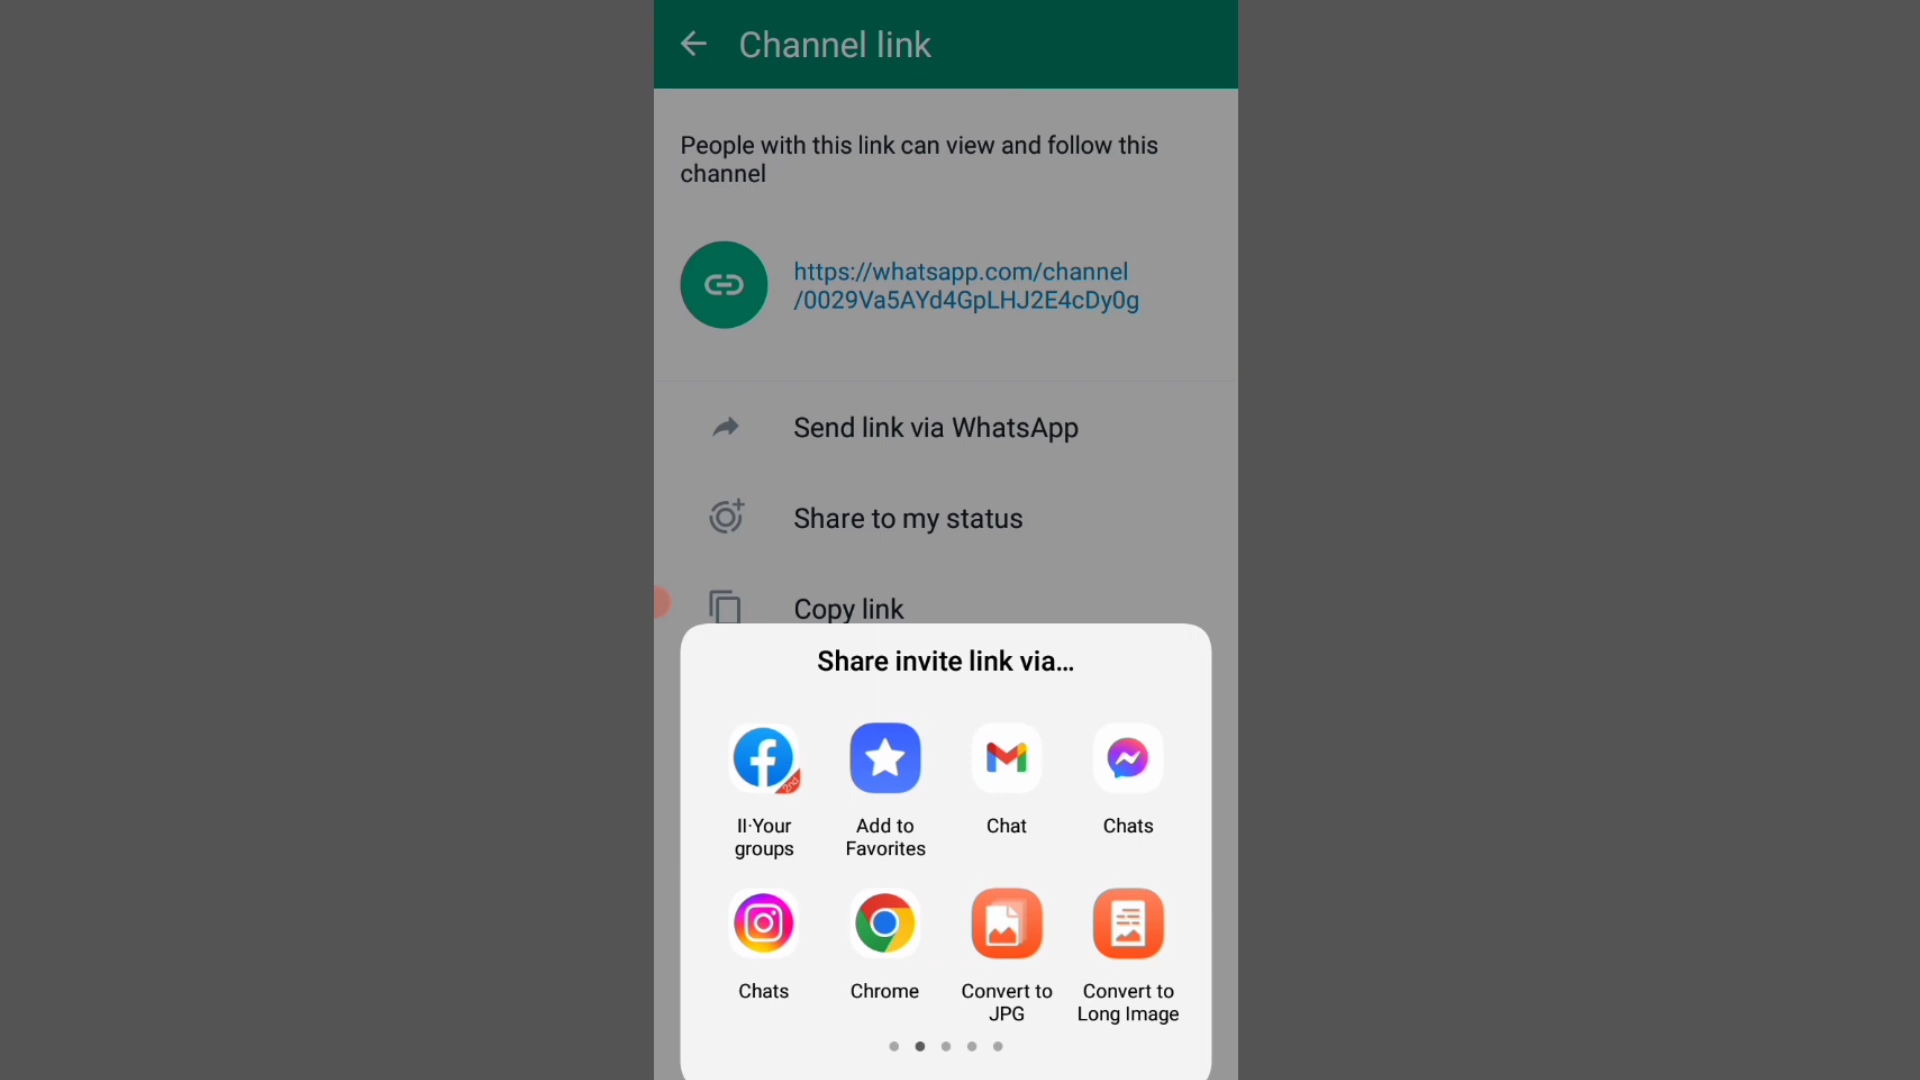 Channel link
People with this link can view and follow this
channel
https://whatsapp.com/channel
/0029Va5AYd4GpLHJ2E4cDy0g
Send link via WhatsApp
Share to my status
Copy link
Share invite link via...
II·Your
groups
Add to
Favorites
Chat
Chats
Chats
Chrome
Convert to
JPG
Convert to
Long Image